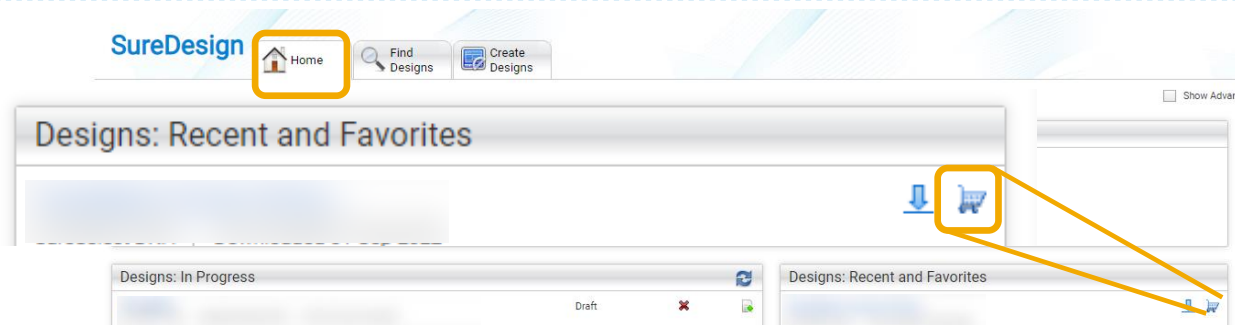 SureDesign
Home
Find
Designs
Create
Designs
Show Advan
Designs: Recent and Favorites
Designs: In Progress
Designs: Recent and Favorites
Draft